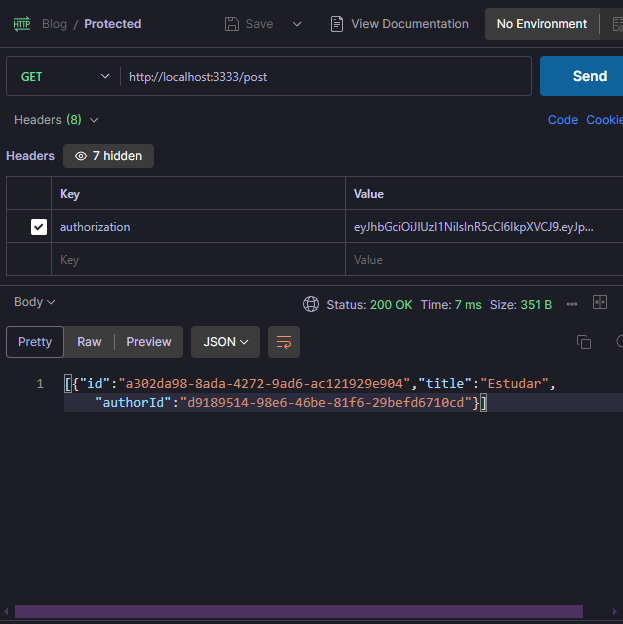 HTTP Blog / Protected Save View Documentation No Environment
GET http://localhost:3333/post Send
Headers (8) Code Cookie
Headers 7 hidden
Key Value
authorization eyJhbGciOiJIUzI1NiIsInR5cCI6IkpXVCJ9.eyJp...
Key Value
Body Status: 200 OK Time: 7 ms Size: 351 B
Pretty Raw Preview JSON
1 [{"id":"a302da98-8ada-4272-9ad6-ac121929e904","title":"Estudar",
"authorId":"d9189514-98e6-46be-81f6-29befd6710cd"}]